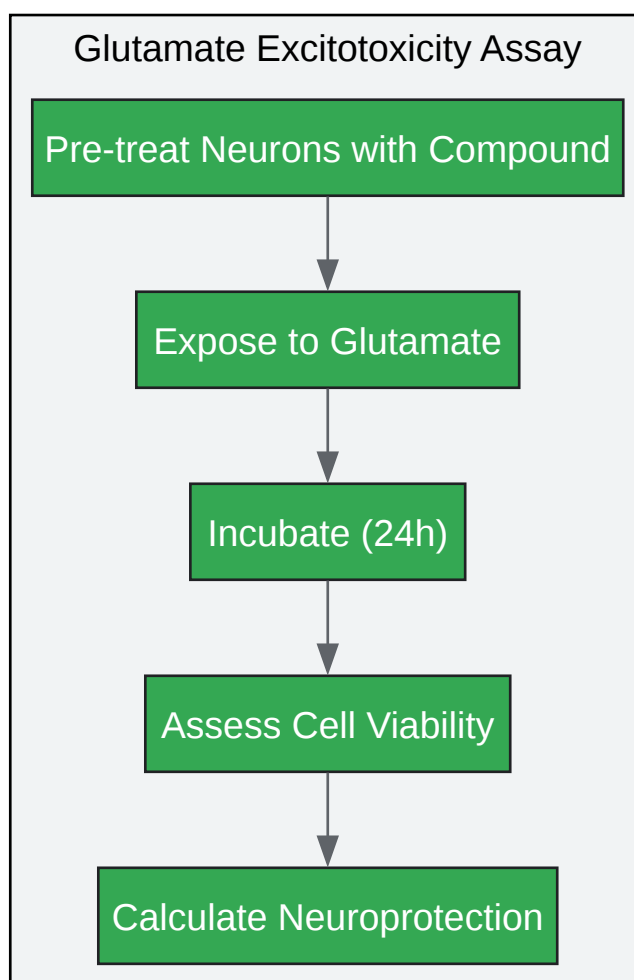 Glutamate Excitotoxicity Assay
Pre-treat Neurons with Compound
Expose to Glutamate
Incubate (24h)
Assess Cell Viability
Calculate Neuroprotection